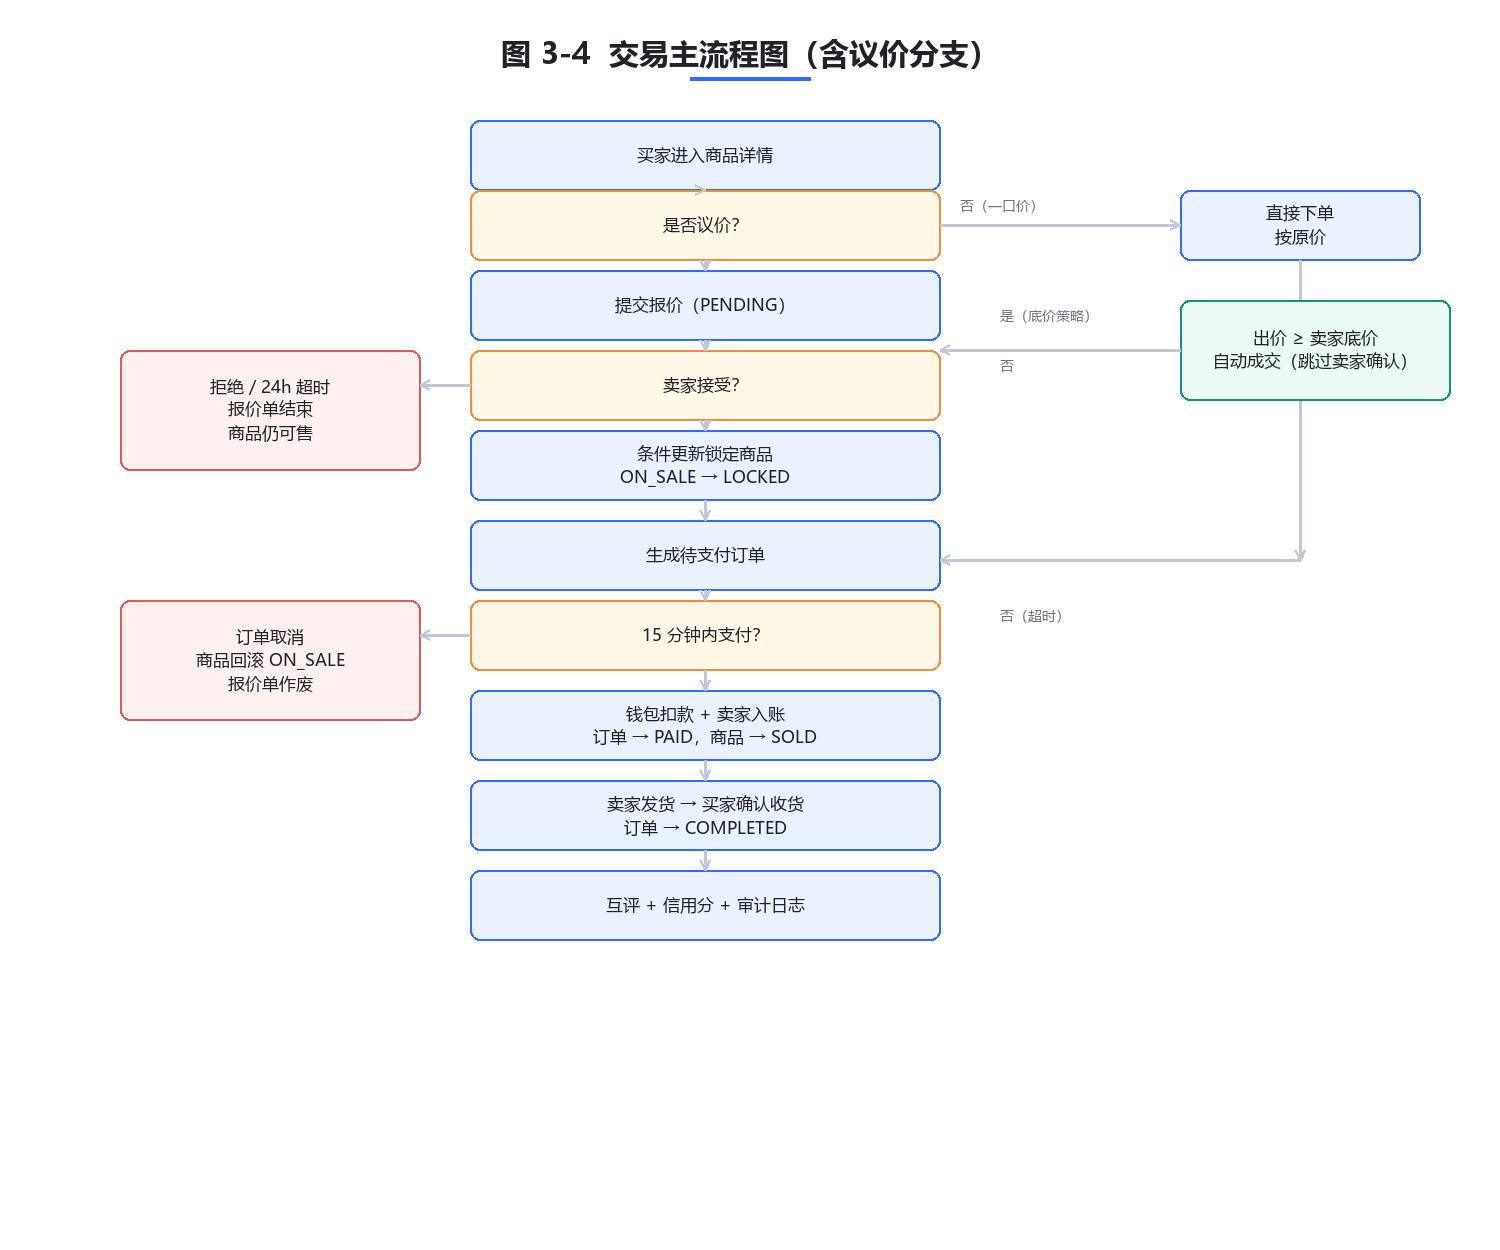 图 3-4 交易主流程图（含议价分支）
买家进入商品详情
是否议价？
否（一口价）
直接下单
按原价
提交报价（PENDING）
是（底价策略）
出价 ≥ 卖家底价
自动成交（跳过卖家确认）
否
卖家接受？
拒绝 / 24h 超时
报价单结束
商品仍可售
条件更新锁定商品
ON_SALE → LOCKED
生成待支付订单
15 分钟内支付？
否（超时）
订单取消
商品回滚 ON_SALE
报价单作废
钱包扣款 + 卖家入账
订单 → PAID，商品 → SOLD
卖家发货 → 买家确认收货
订单 → COMPLETED
互评 + 信用分 + 审计日志